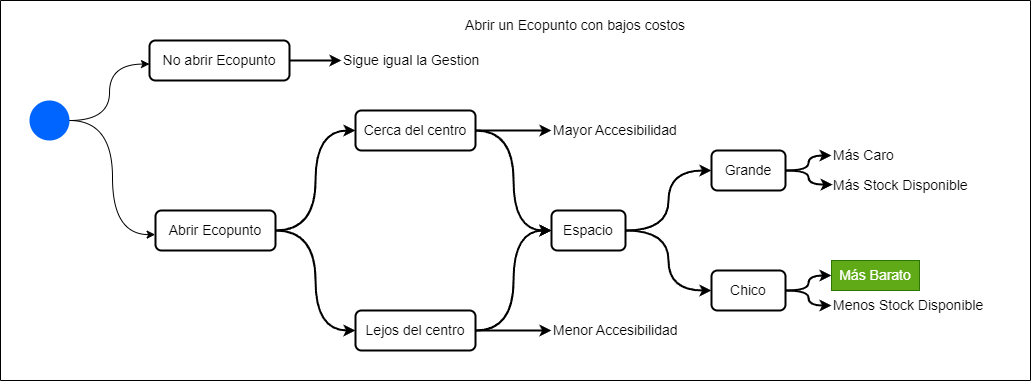 Abrir un Ecopunto con bajos costos
No abrir Ecopunto
Sigue igual la Gestion
Cerca del centro
Mayor Accesibilidad
Más Caro
Grande
Más Stock Disponible
Abrir Ecopunto
Espacio
Más Barato
Chico
Menos Stock Disponible
Lejos del centro
Menor Accesibilidad